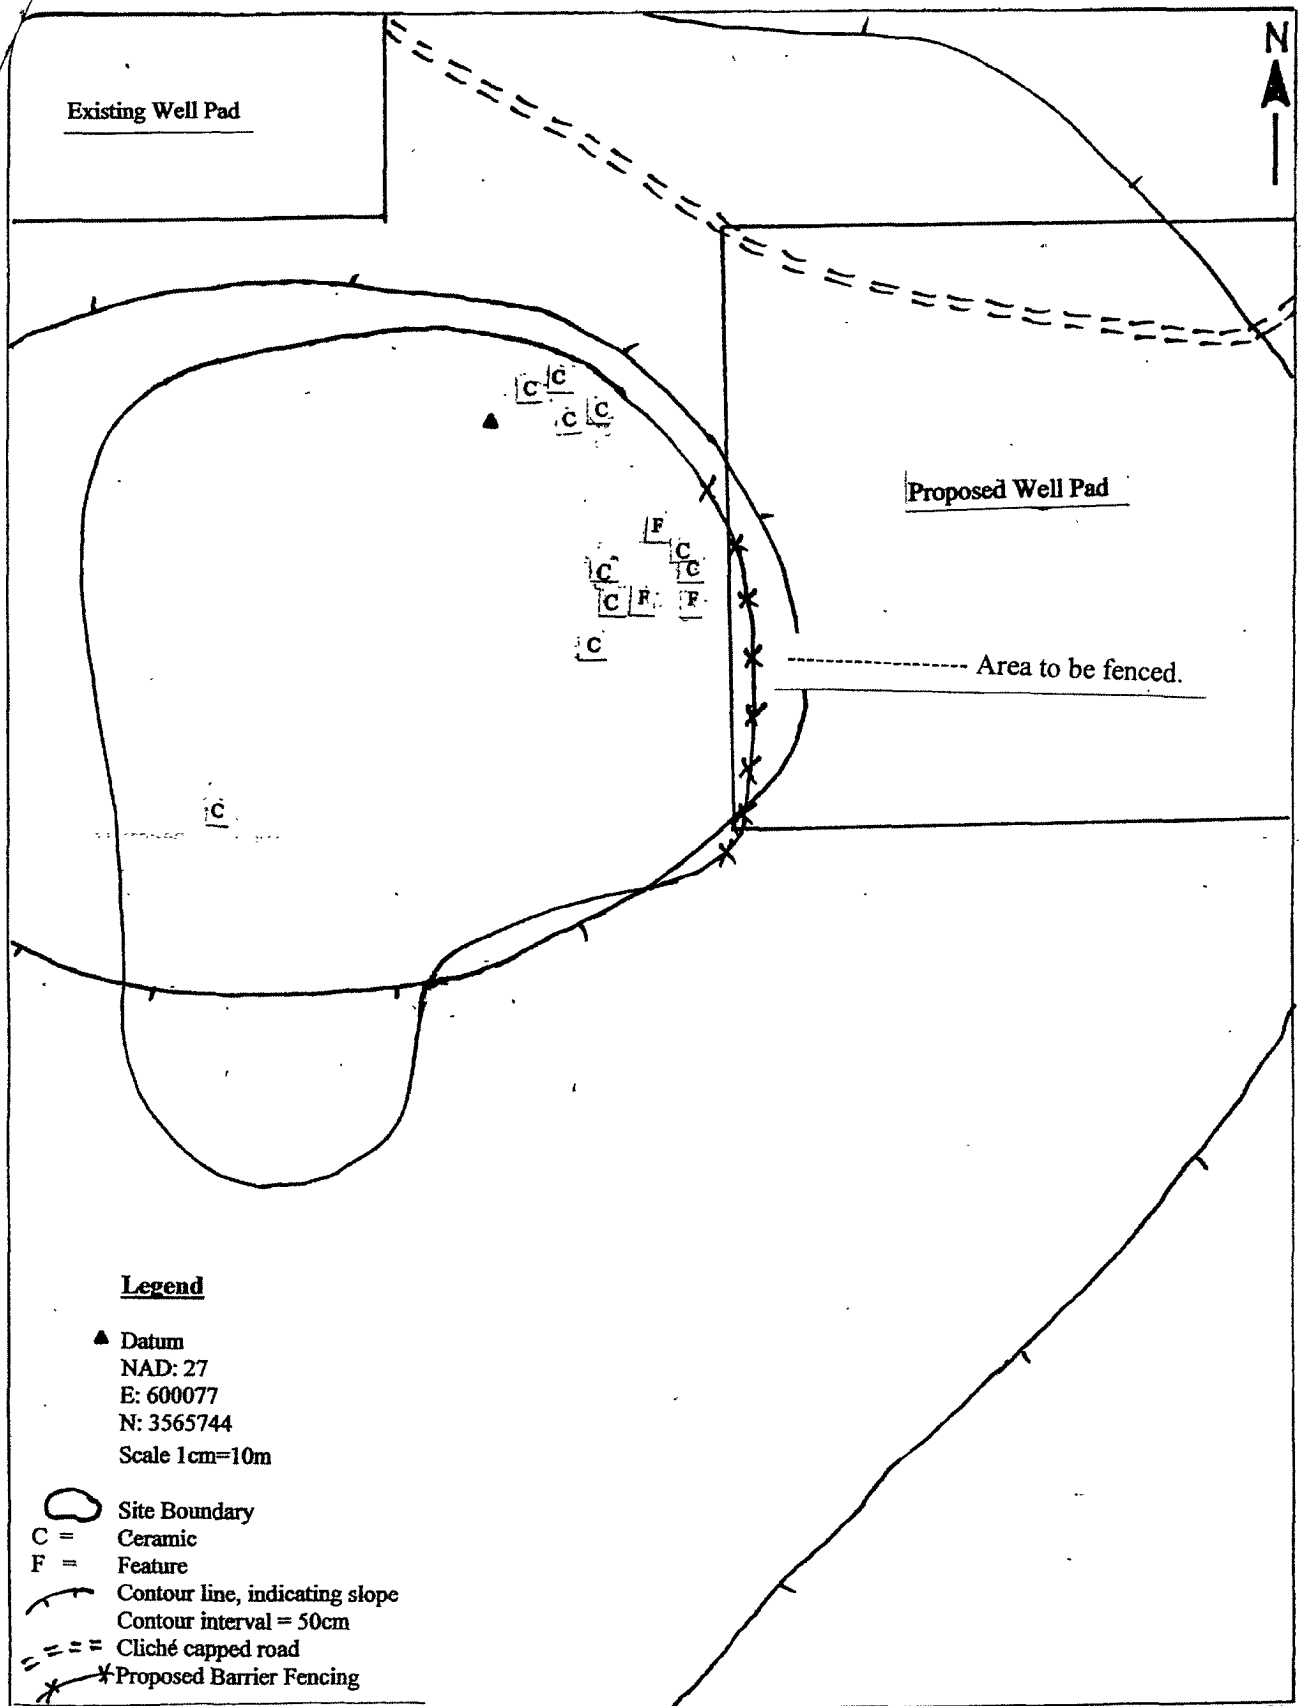 N
Existing Well Pad
C C
C C
Proposed Well Pad
F
C
C C
C F F
C
Area to be fenced.
C
Legend
Datum
NAD: 27
E: 600077
N: 3565744
Scale 1cm=10m
Site Boundary
C = Ceramic
F = Feature
Contour line, indicating slope
Contour interval = 50cm
Cliché capped road
Proposed Barrier Fencing